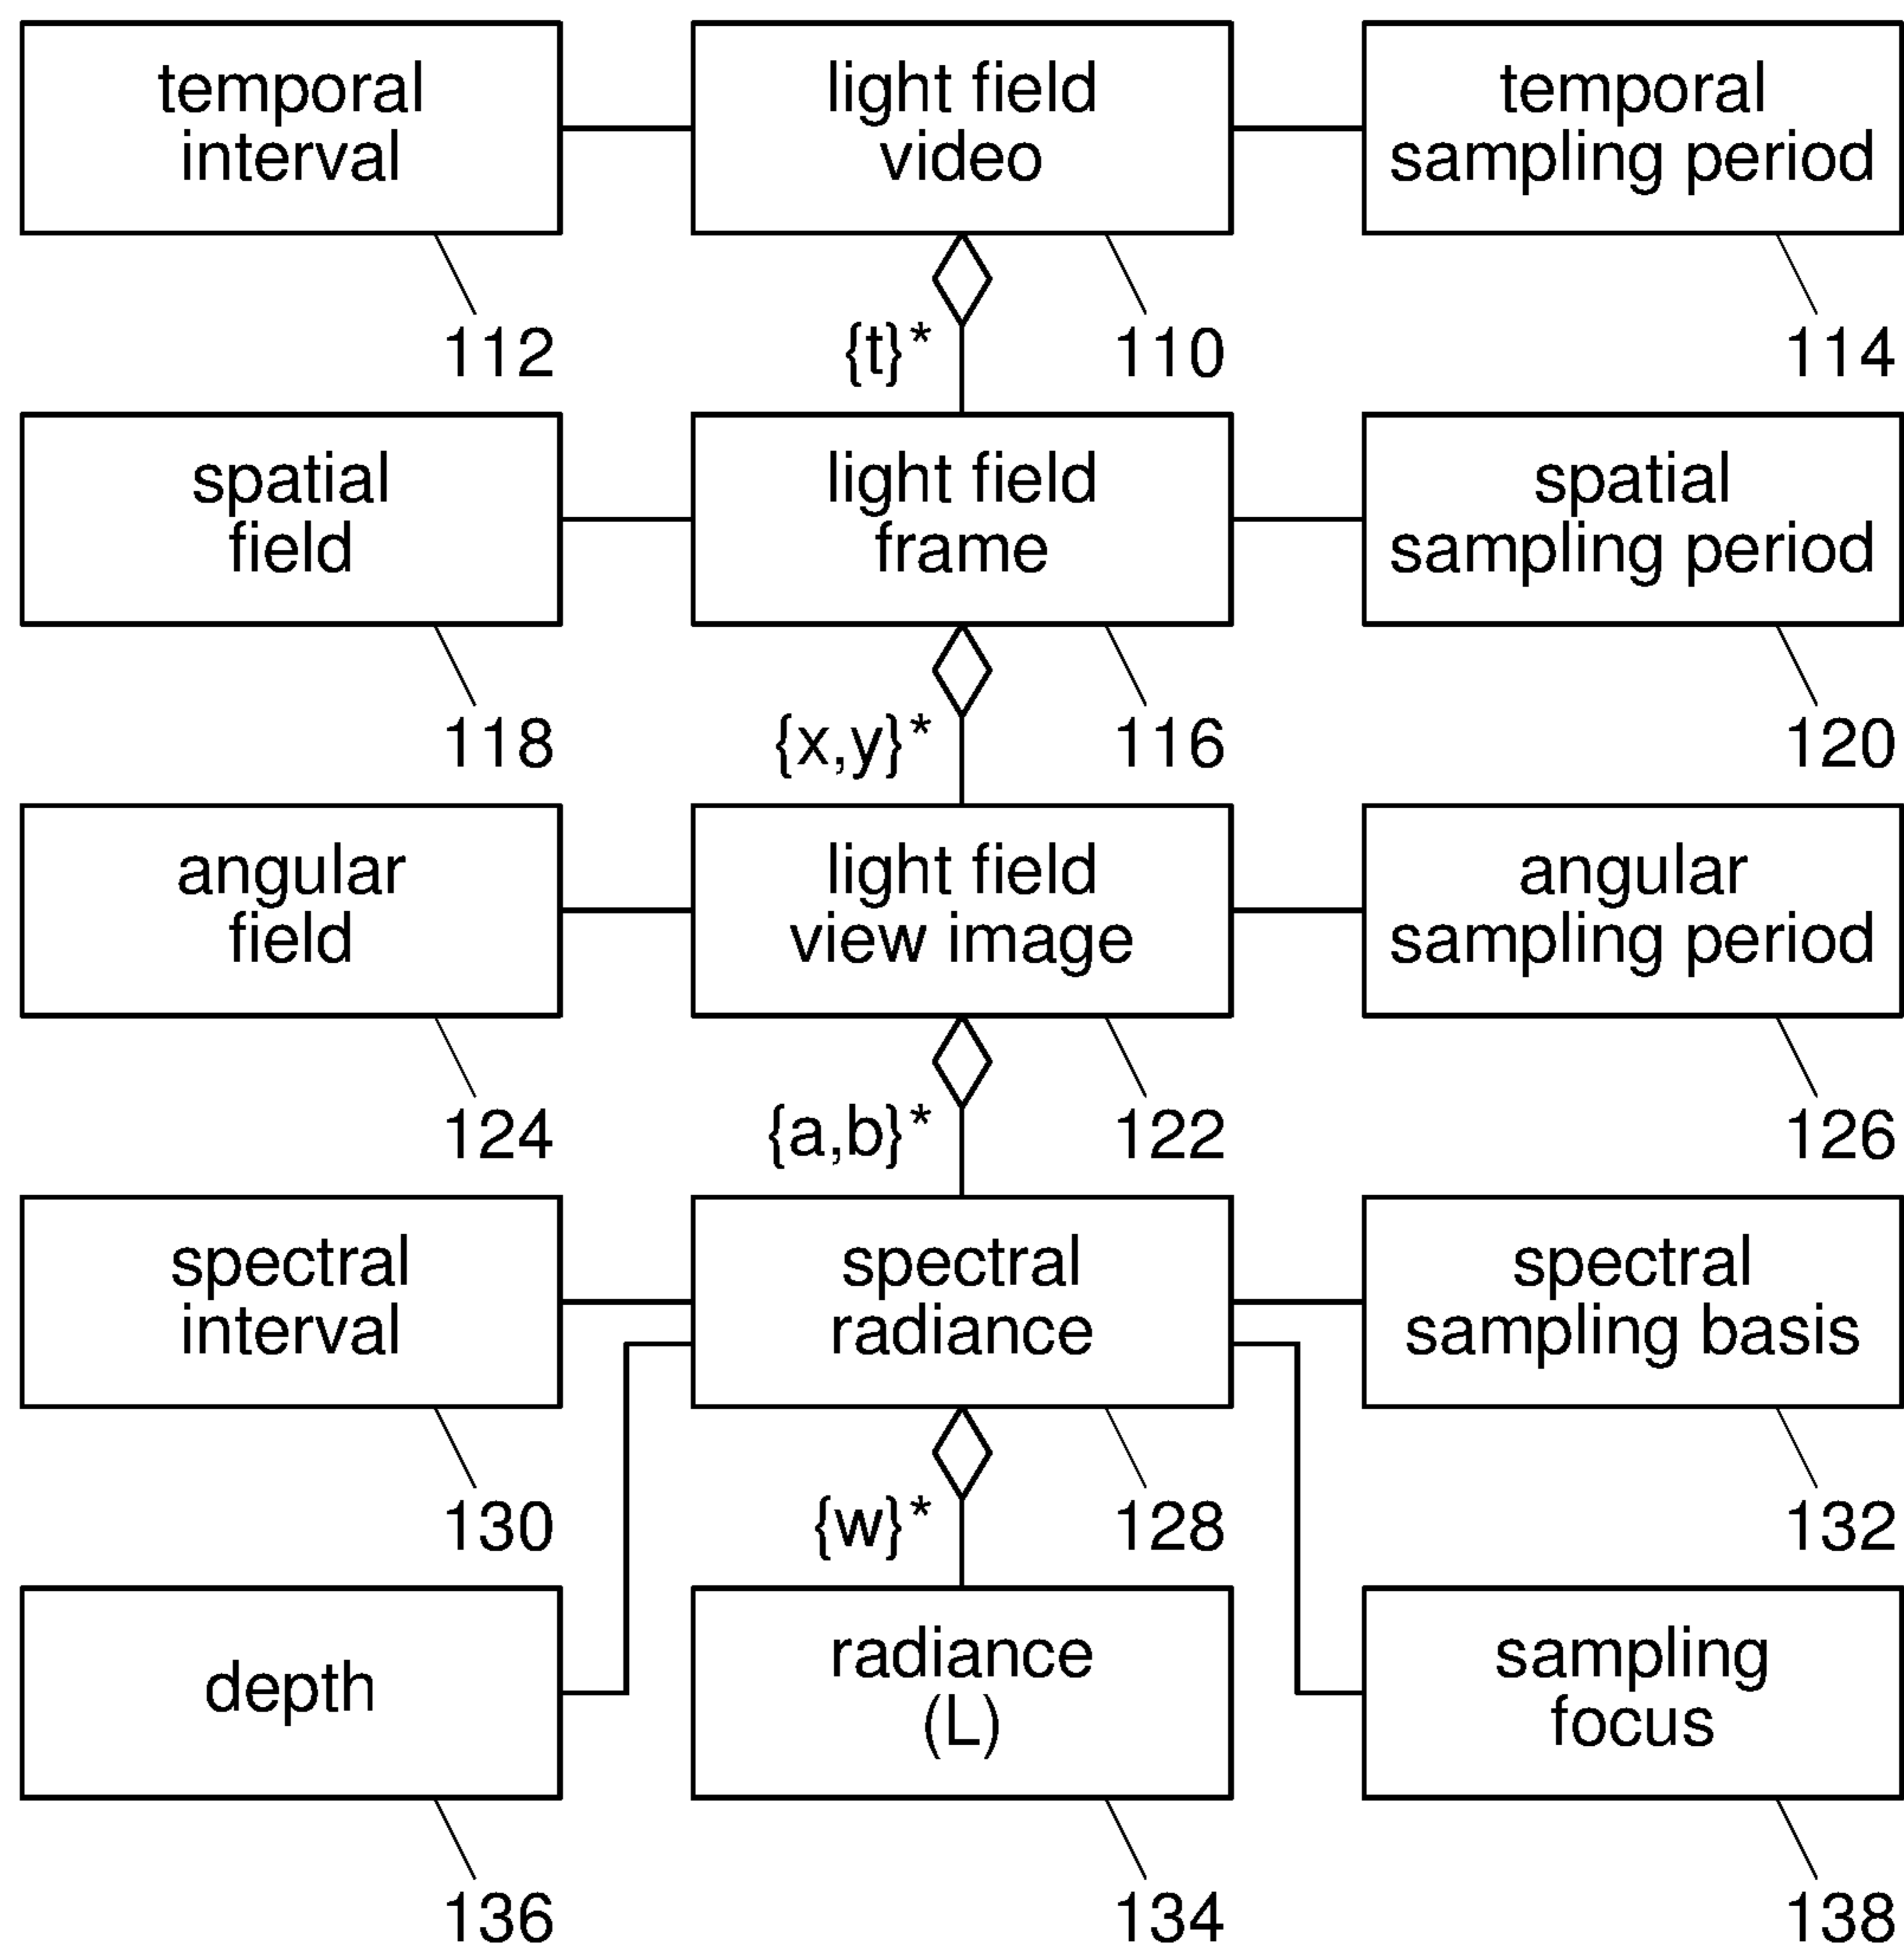 temporal
interval
light field
video
temporal
sampling period
112
{t}*
110
114
spatial
field
light field
frame
spatial
sampling period
118
{x,y}*
116
120
angular
field
light field
view image
angular
sampling period
124
{a,b}*
122
126
spectral
interval
spectral
radiance
spectral
sampling basis
130
{w}*
128
132
depth
radiance
(L)
sampling
focus
136
134
138